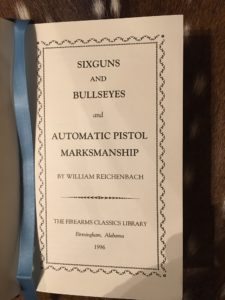 SIXGUNS
AND
BULLSEYES
and
AUTOMATIC PISTOL
MARKSMANSHIP
BY WILLIAM REICHENBACH
THE FIREARMS CLASSICS LIBRARY
Birmingham, Alabama
1996